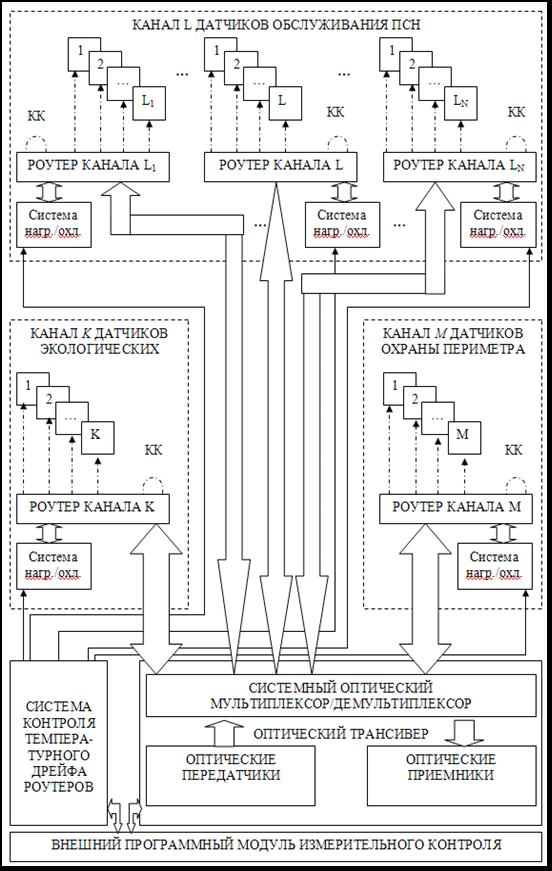 КАНАЛ L ДАТЧИКОВ ОБСЛУЖИВАНИЯ ПСН
1
2
...
L1
...
1
2
...
L
...
1
2
...
LN
КК
КК
КК
РОУТЕР КАНАЛА L1
РОУТЕР КАНАЛА L
РОУТЕР КАНАЛА LN
Система
нагр./охл.
...
Система
нагр./охл.
...
Система
нагр./охл.
КАНАЛ K ДАТЧИКОВ
ЭКОЛОГИЧЕСКИХ
1
2
...
K
КК
РОУТЕР КАНАЛА K
Система
нагр./охл.
КАНАЛ M ДАТЧИКОВ
ОХРАНЫ ПЕРИМЕТРА
1
2
...
M
КК
РОУТЕР КАНАЛА M
Система
нагр./охл.
СИСТЕМА
КОНТРОЛЯ
ТЕМПЕРА-
ТУРНОГО
ДРЕЙФА
РОУТЕРОВ
СИСТЕМНЫЙ ОПТИЧЕСКИЙ
МУЛЬТИПЛЕКСОР/ДЕМУЛЬТИПЛЕКСОР
ОПТИЧЕСКИЙ ТРАНСИВЕР
ОПТИЧЕСКИЕ
ПЕРЕДАТЧИКИ
ОПТИЧЕСКИЕ
ПРИЕМНИКИ
ВНЕШНИЙ ПРОГРАММНЫЙ МОДУЛЬ ИЗМЕРИТЕЛЬНОГО КОНТРОЛЯ